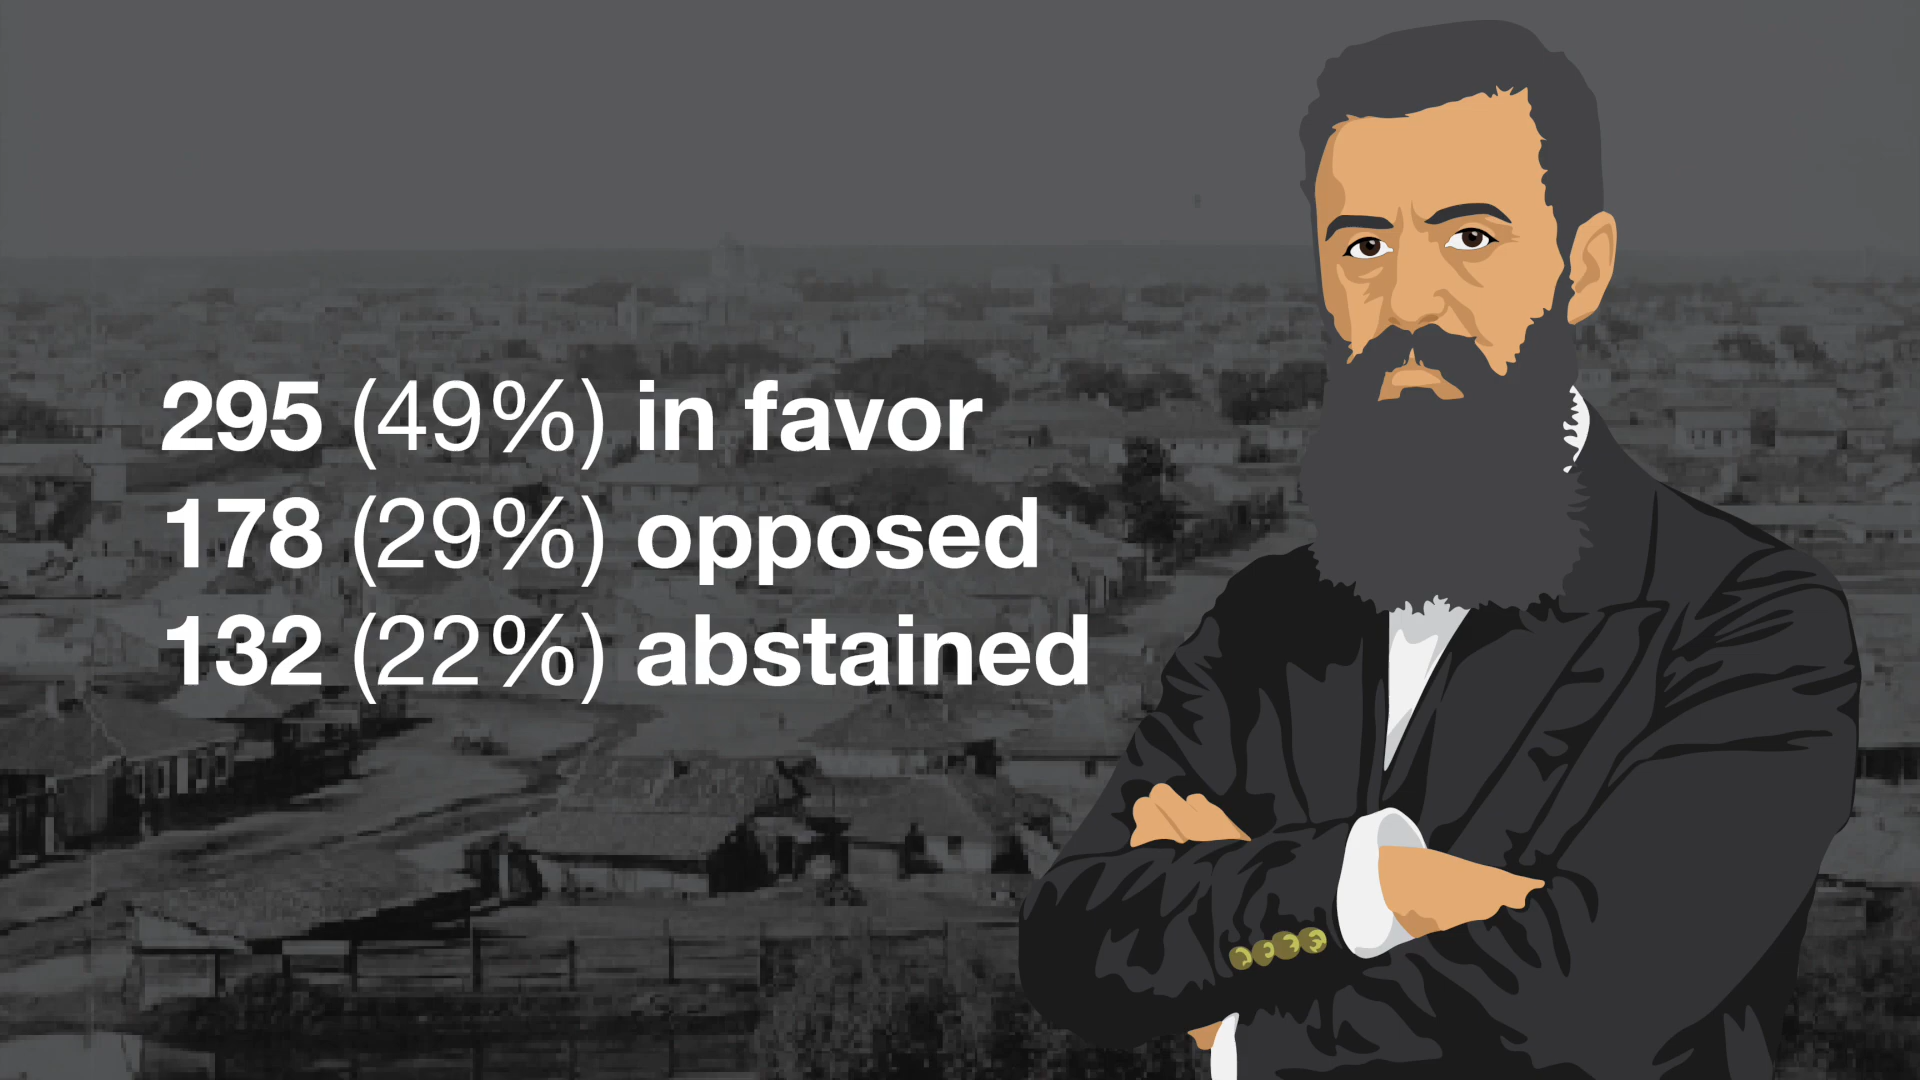 295 (49%) in favor
178 (29%) opposed
132 (22%) abstained